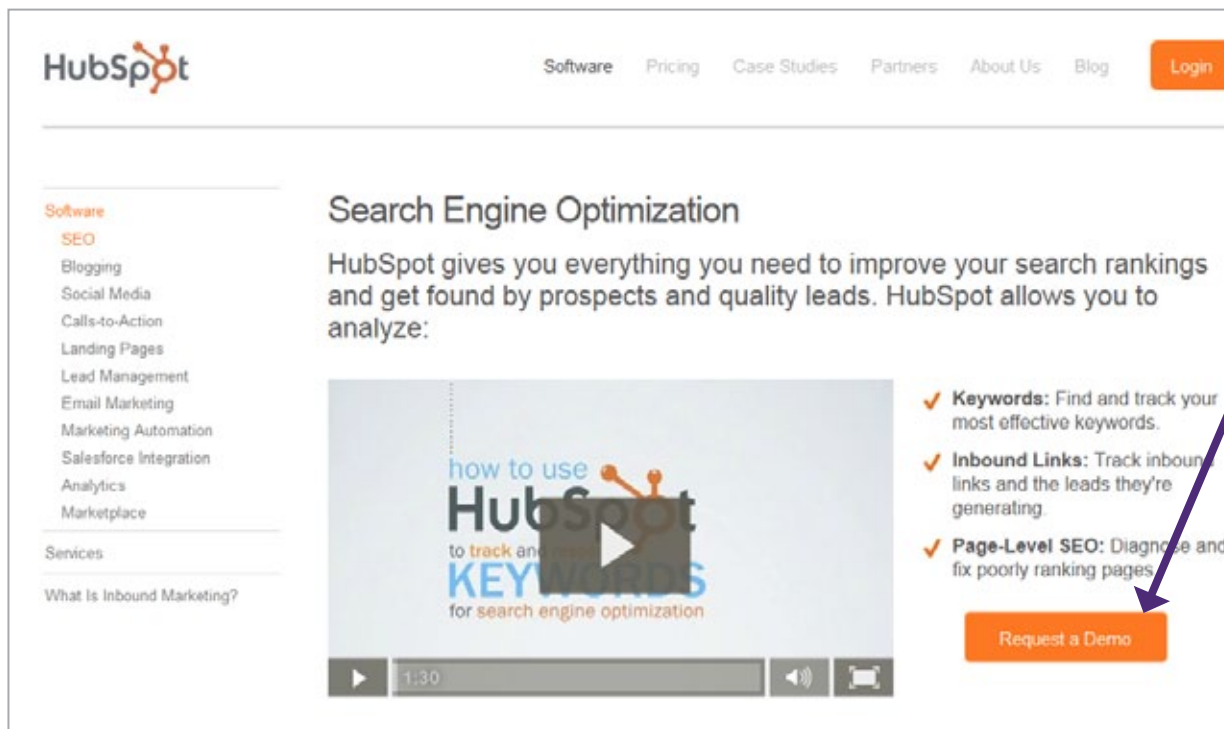 HubSpot
Software Pricing Case Studies Partners About Us Blog Login
Software
SEO
Blogging
Social Media
Calls-to-Action
Landing Pages
Lead Management
Email Marketing
Marketing Automation
Salesforce Integration
Analytics
Marketplace
Services
What Is Inbound Marketing?
Search Engine Optimization
HubSpot gives you everything you need to improve your search rankings
and get found by prospects and quality leads. HubSpot allows you to
analyze:
how to use
HubSpot
to track and
KEYWORDS
for search engine optimization
1:30
Keywords: Find and track your
most effective keywords.
Inbound Links: Track inbound
links and the leads they're
generating.
Page-Level SEO: Diagnose and
fix poorly ranking pages.
Request a Demo